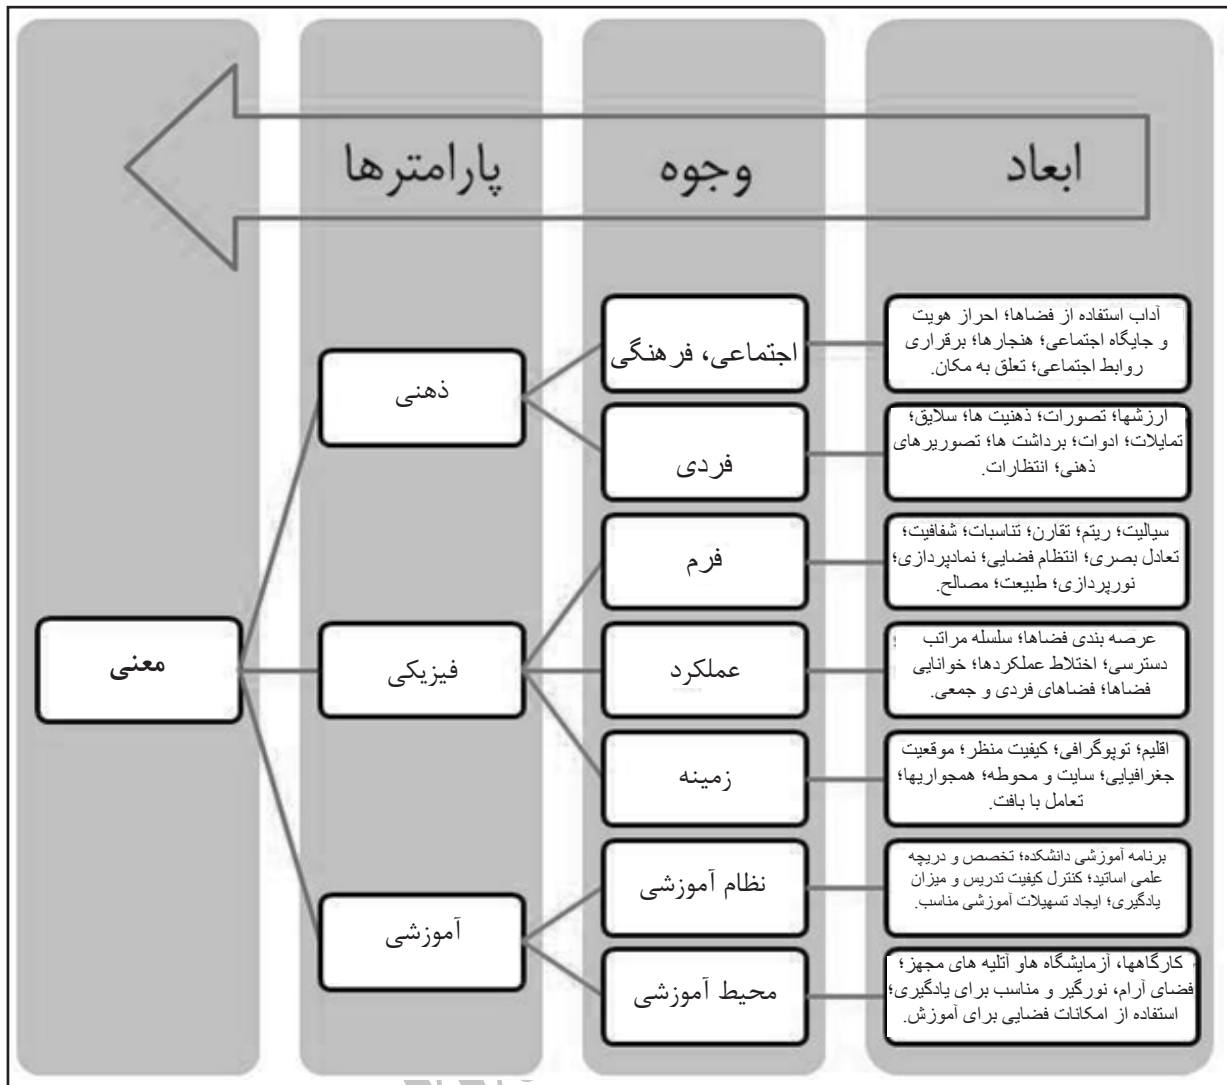 ابعاد
وجوه
پارامترها
آداب استفاده از فضاها؛ احراز هویت
و جایگاه اجتماعی؛ هنجارها؛ برقراری
روابط اجتماعی؛ تعلق به مکان.
اجتماعی، فرهنگی
ذهنی
ارزشها؛ تصورات؛ ذهنیت ها؛ سلایق؛
تمایلات؛ ادوات؛ برداشت ها؛ تصوریرهای
ذهنی؛ انتظارات.
فردی
سیالیت؛ ریتم؛ تقارن؛ تناسبات؛ شفافیت؛
تعادل بصری؛ انتظام فضایی؛ نمادپردازی؛
نورپردازی؛ طبیعت؛ مصالح.
فرم
عرصه بندی فضاها؛ سلسله مراتب
دسترسی؛ اختلاط عملکردها؛ خوانایی
فضاها؛ فضاهای فردی و جمعی.
عملکرد
فیزیکی
معنی
اقلیم؛ توپوگرافی؛ کیفیت منظر؛ موقعیت
جغرافیایی؛ سایت و محوطه؛ همجواریها؛
تعامل با بافت.
زمینه
برنامه آموزشی دانشکده؛ تخصص و دریچه
علمی اساتید؛ کنترل کیفیت تدریس و میزان
یادگیری؛ ایجاد تسهیلات آموزشی مناسب.
نظام آموزشی
آموزشی
کارگاهها، آزمایشگاه هاو آتلیه های مجهز؛
فضای آرام، نورگیر و مناسب برای یادگیری؛
استفاده از امکانات فضایی برای آموزش.
محیط آموزشی